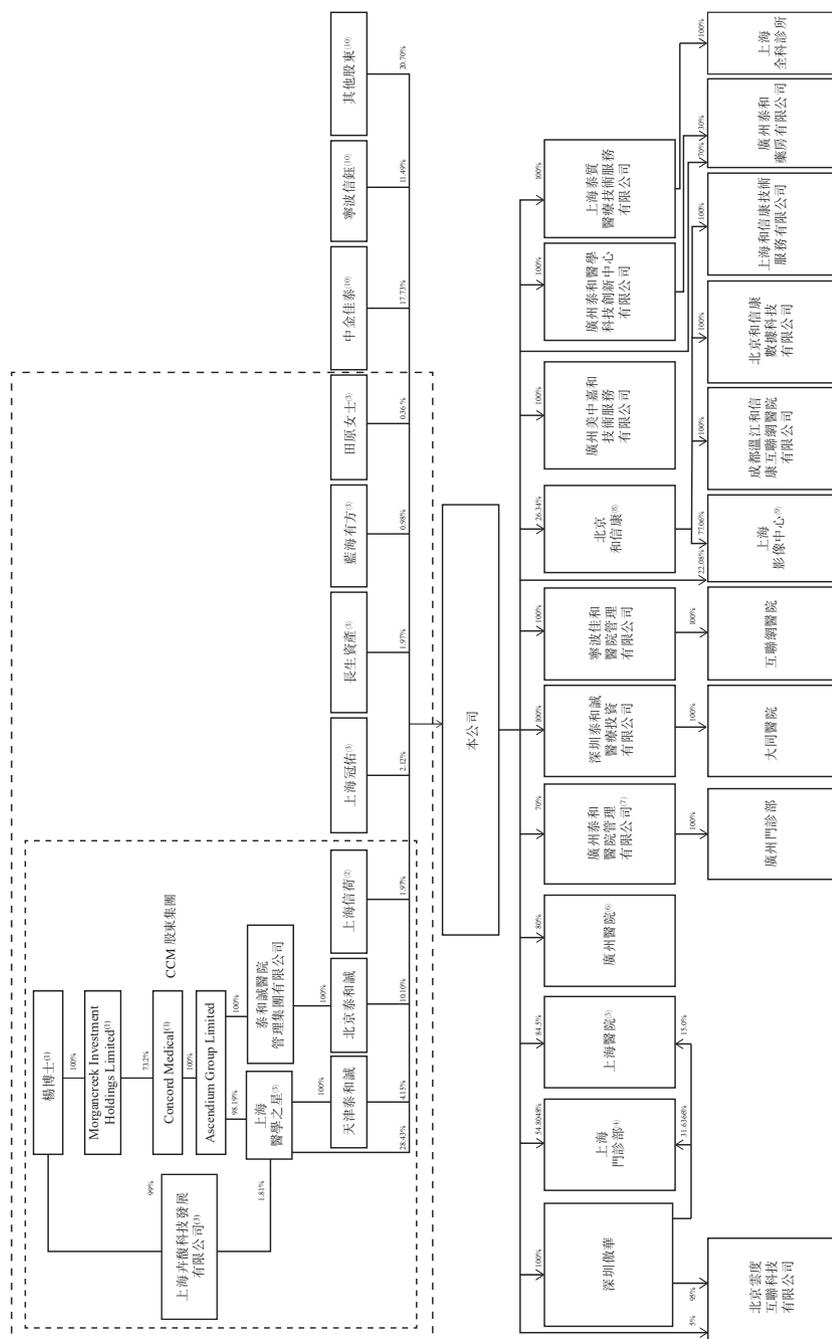 楊博士(1)
100%
Morgancreek Investment
Holdings Limited(1)
73.2%
Concord Medical(1)
100%
Ascendium Group Limited
CCM 股東集團
99%
上海卉馥科技發展
有限公司(3)
1.81%
98.19%
100%
上海
醫學之星(3)
泰和誠醫院
管理集團有限公司
100%
100%
天津泰和誠
北京泰和誠
上海信荷(2)
上海冠佑(3)
長生資產(3)
藍海有方(3)
田原女士(3)
中金佳泰(10)
寧波信鈺(10)
其他股東(10)
28.43%
4.15%
10.10%
1.97%
2.12%
1.97%
0.98%
0.36 %
17.73%
11.49%
20.70%
本公司
100%
54.8048%
84.5%
80%
70%
100%
100%
26.34%
100%
100%
100%
深圳傲華
上海
門診部(4)
上海醫院(5)
廣州醫院(6)
廣州泰和
醫院管理
有限公司(7)
深圳泰和誠
醫療投資
有限公司
寧波佳和
醫院管理
有限公司
北京
和信康(8)
廣州美中嘉和
技術服務
有限公司
廣州泰和醫學
科技創新中心
有限公司
上海泰質
醫療技術服務
有限公司
31.6368%
15.0%
5%
95%
100%
100%
100%
22.08%
77.06%
100%
100%
100%
70%
30%
100%
北京雲度
互聯科技
有限公司
廣州門診部
大同醫院
互聯網醫院
上海
影像中心(9)
成都溫江和信
康互聯網醫院
有限公司
北京和信康
數據科技
有限公司
上海和信康技術
服務有限公司
廣州泰和
藥房有限公司
上海
全科診所